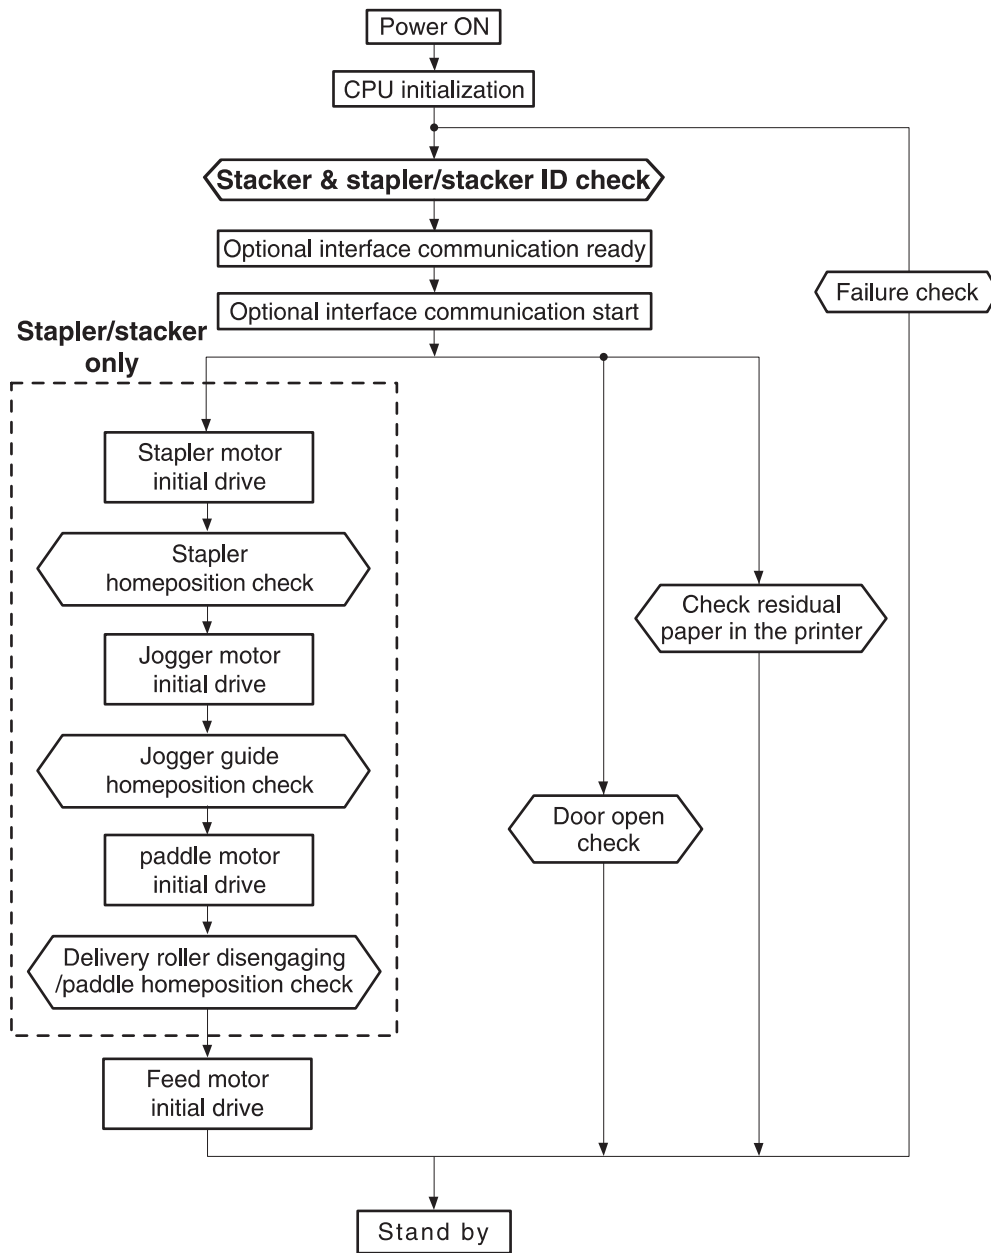 Power ON
CPU initialization
Stacker & stapler/stacker ID check
Optional interface communication ready
Failure check
Optional interface communication start
Stapler/stacker
only
Stapler motor
initial drive
Stapler
homeposition check
Jogger motor
initial drive
Jogger guide
homeposition check
paddle motor
initial drive
Delivery roller disengaging
/paddle homeposition check
Feed motor
initial drive
Check residual
paper in the printer
Door open
check
Stand by